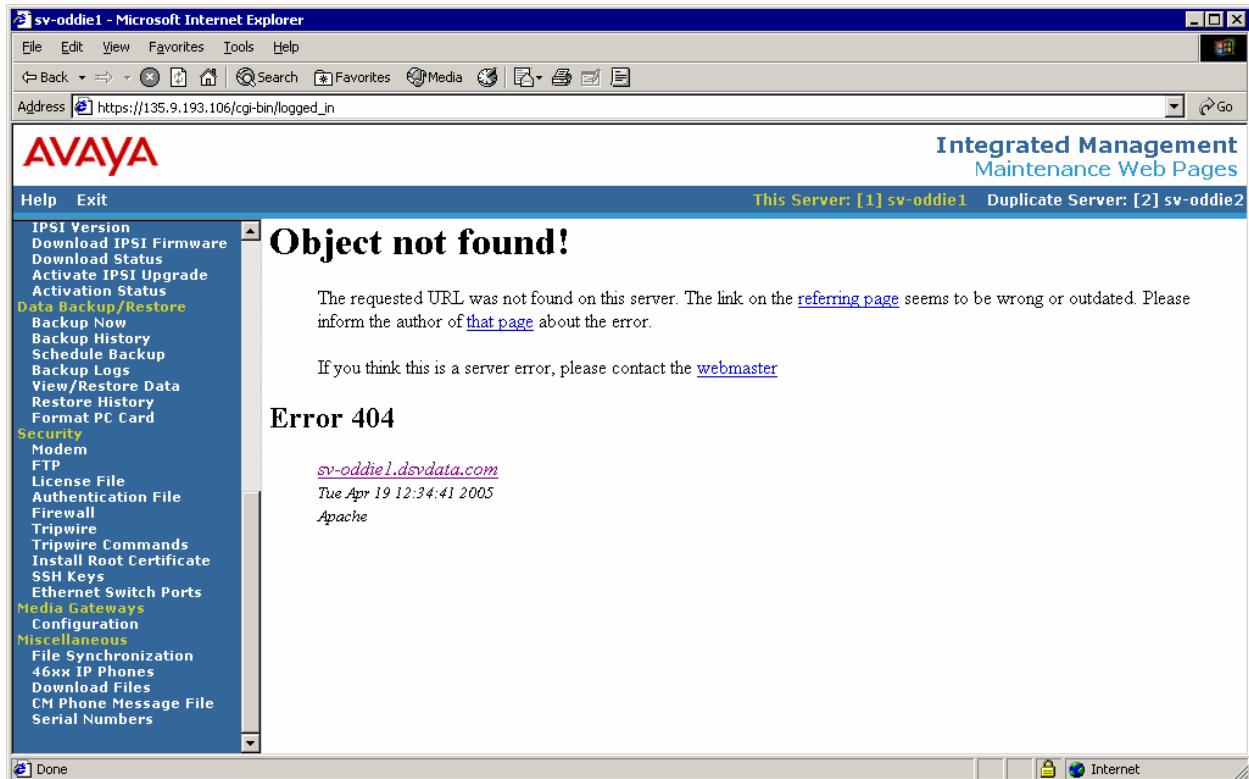 sv-oddie1 - Microsoft Internet Explorer
File Edit View Favorites Tools Help
Back Search Favorites Media
Address https://135.9.193.106/cgi-bin/logged_in Go
AVAYA
Integrated Management
Maintenance Web Pages
Help Exit This Server: [1] sv-oddie1 Duplicate Server: [2] sv-oddie2
IPSI Version
Download IPSI Firmware
Download Status
Activate IPSI Upgrade
Activation Status
Data Backup/Restore
Backup Now
Backup History
Schedule Backup
Backup Logs
View/Restore Data
Restore History
Format PC Card
Security
Modem
FTP
License File
Authentication File
Firewall
Tripwire
Tripwire Commands
Install Root Certificate
SSH Keys
Ethernet Switch Ports
Media Gateways
Configuration
Miscellaneous
File Synchronization
46xx IP Phones
Download Files
CM Phone Message File
Serial Numbers
Object not found!
The requested URL was not found on this server. The link on the referring page seems to be wrong or outdated. Please
inform the author of that page about the error.
If you think this is a server error, please contact the webmaster
Error 404
sv-oddie1.dsvdata.com
Tue Apr 19 12:34:41 2005
Apache
Done Internet